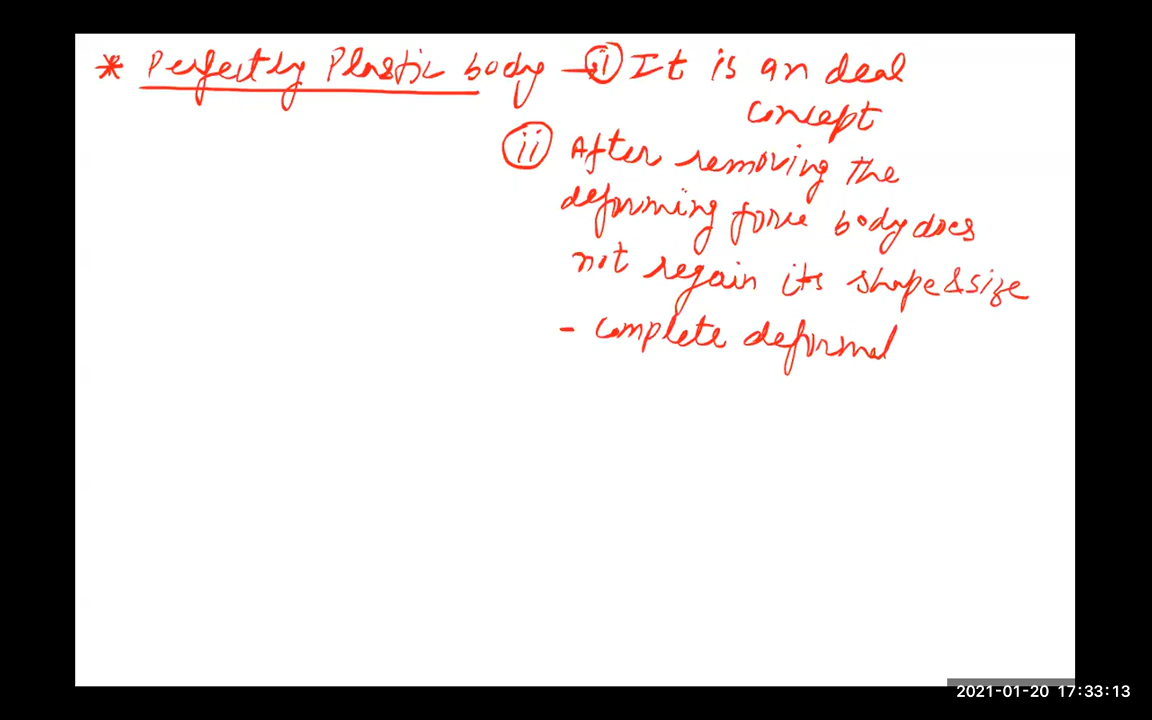 * Perfectly Plastic body → (i) It is an deal
concept
(ii) After removing the
deforming force body does
not regain its shape & size
- complete deformed
2021-01-20 17:33:13